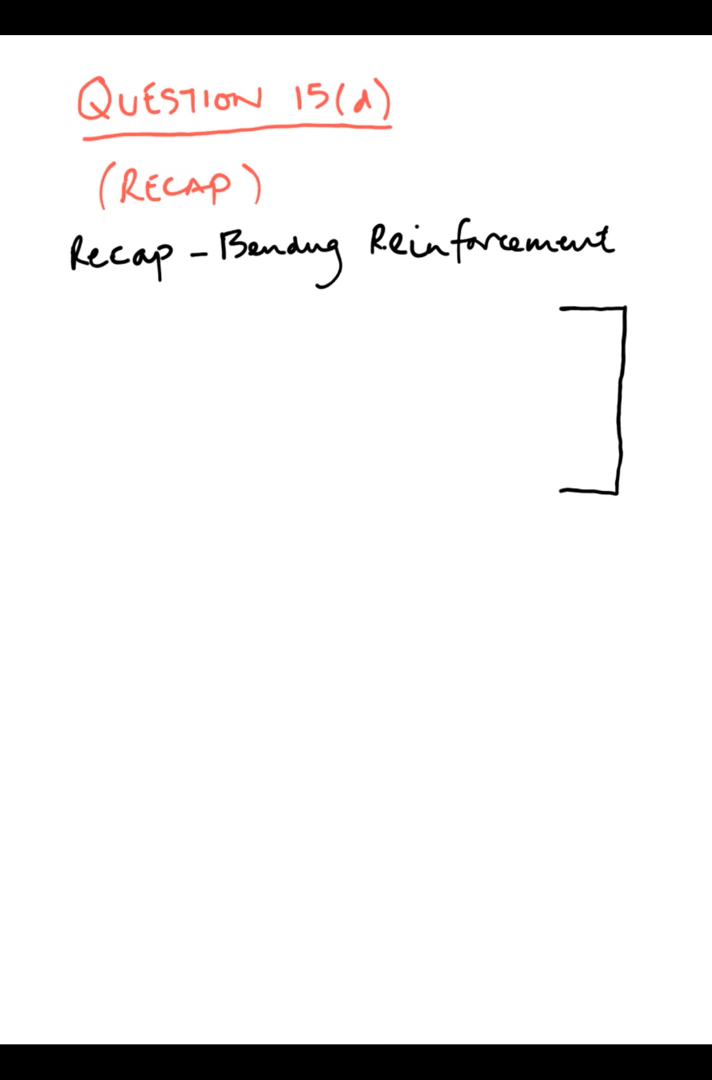 QUESTION 15(d)
(RECAP)
Recap - Bending Reinforcement